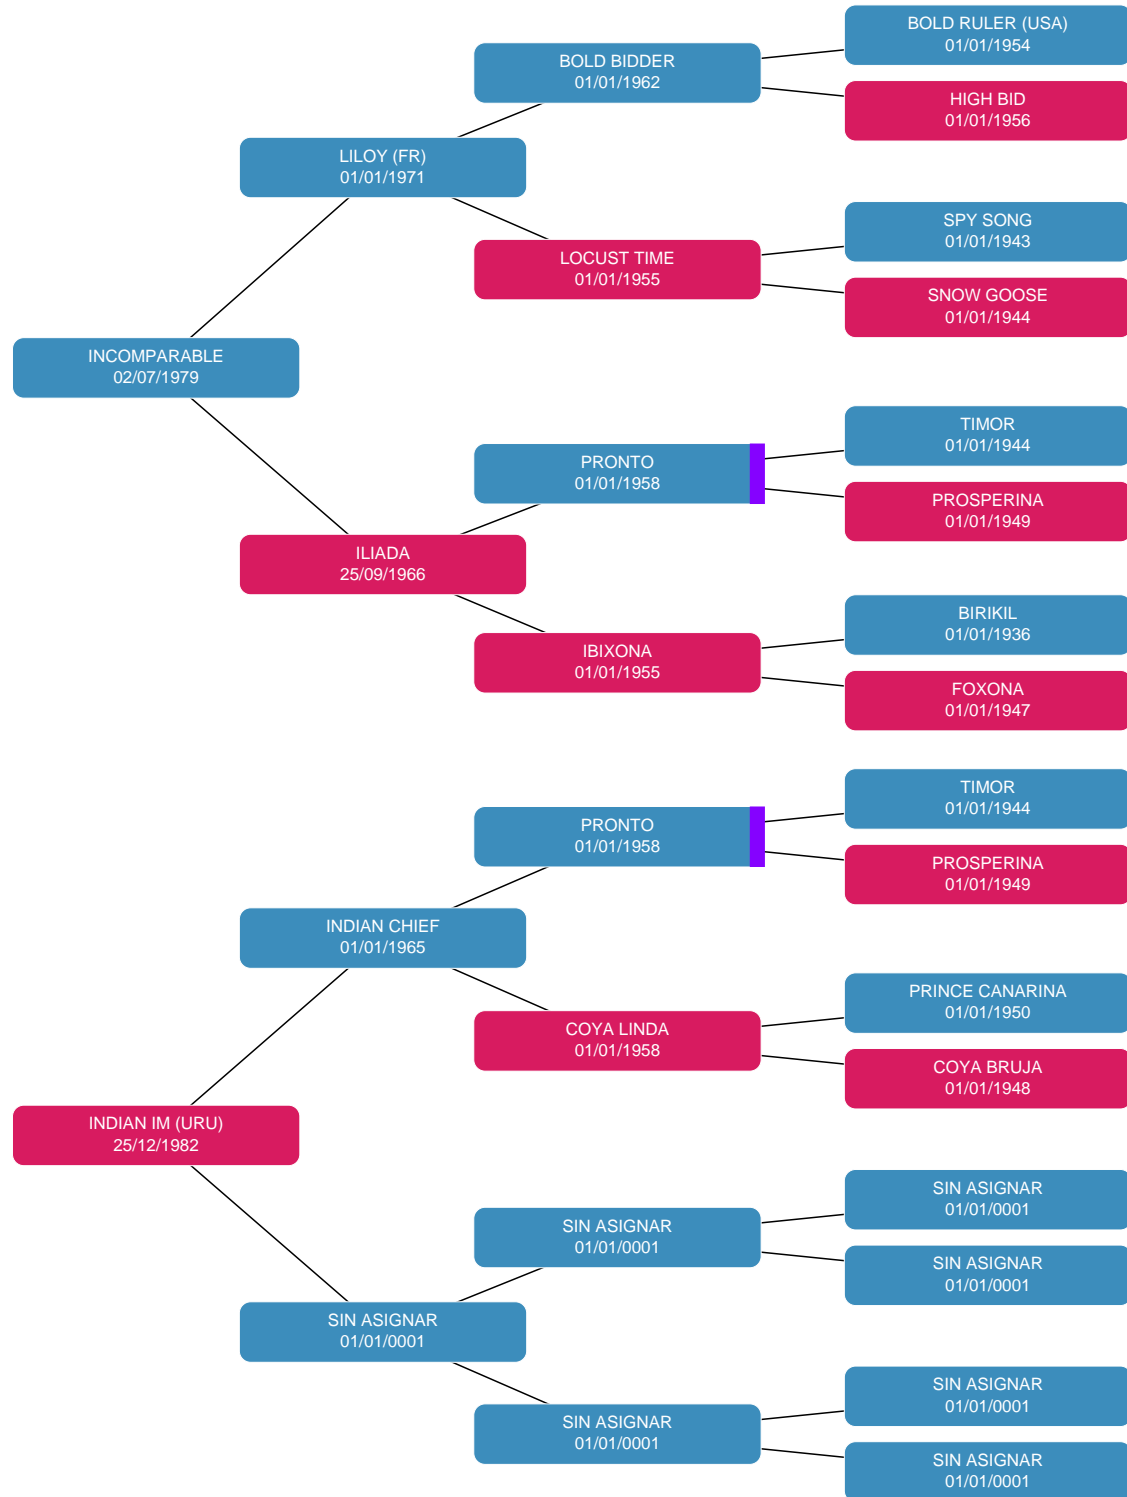 BOLD RULER (USA)
01/01/1954
BOLD BIDDER
01/01/1962
HIGH BID
01/01/1956
LILOY (FR)
01/01/1971
SPY SONG
01/01/1943
LOCUST TIME
01/01/1955
SNOW GOOSE
01/01/1944
INCOMPARABLE
02/07/1979
TIMOR
01/01/1944
PRONTO
01/01/1958
PROSPERINA
01/01/1949
ILIADA
25/09/1966
BIRIKIL
01/01/1936
IBIXONA
01/01/1955
FOXONA
01/01/1947
TIMOR
01/01/1944
PRONTO
01/01/1958
PROSPERINA
01/01/1949
INDIAN CHIEF
01/01/1965
PRINCE CANARINA
01/01/1950
COYA LINDA
01/01/1958
COYA BRUJA
01/01/1948
INDIAN IM (URU)
25/12/1982
SIN ASIGNAR
01/01/0001
SIN ASIGNAR
01/01/0001
SIN ASIGNAR
01/01/0001
SIN ASIGNAR
01/01/0001
SIN ASIGNAR
01/01/0001
SIN ASIGNAR
01/01/0001
SIN ASIGNAR
01/01/0001